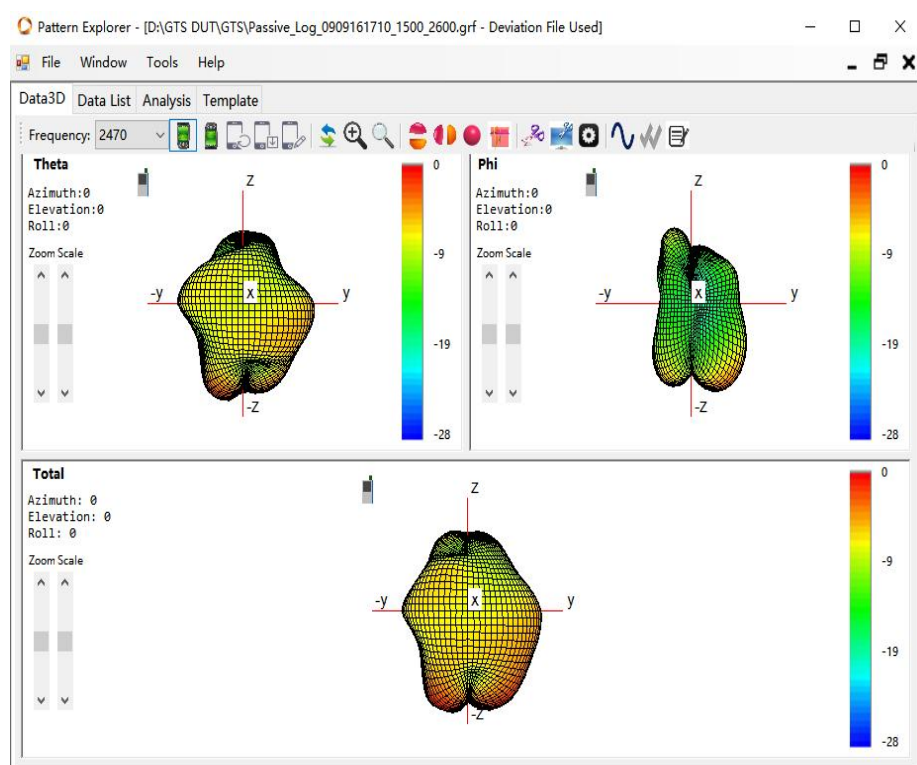 Pattern Explorer - [D:\GTS DUT\GTS\Passive_Log_0909161710_1500_2600.grf - Deviation File Used]
File Window Tools Help
Data3D Data List Analysis Template
Frequency: 2470
Theta
Azimuth:0
Elevation:0
Roll:0
Zoom Scale
Z
-y
X
y
-Z
0
-9
-19
-28
Phi
Azimuth:0
Elevation:0
Roll:0
Zoom Scale
Z
-y
X
y
-Z
0
-9
-19
-28
Total
Azimuth: 0
Elevation: 0
Roll: 0
Zoom Scale
Z
-y
X
y
-Z
0
-9
-19
-28